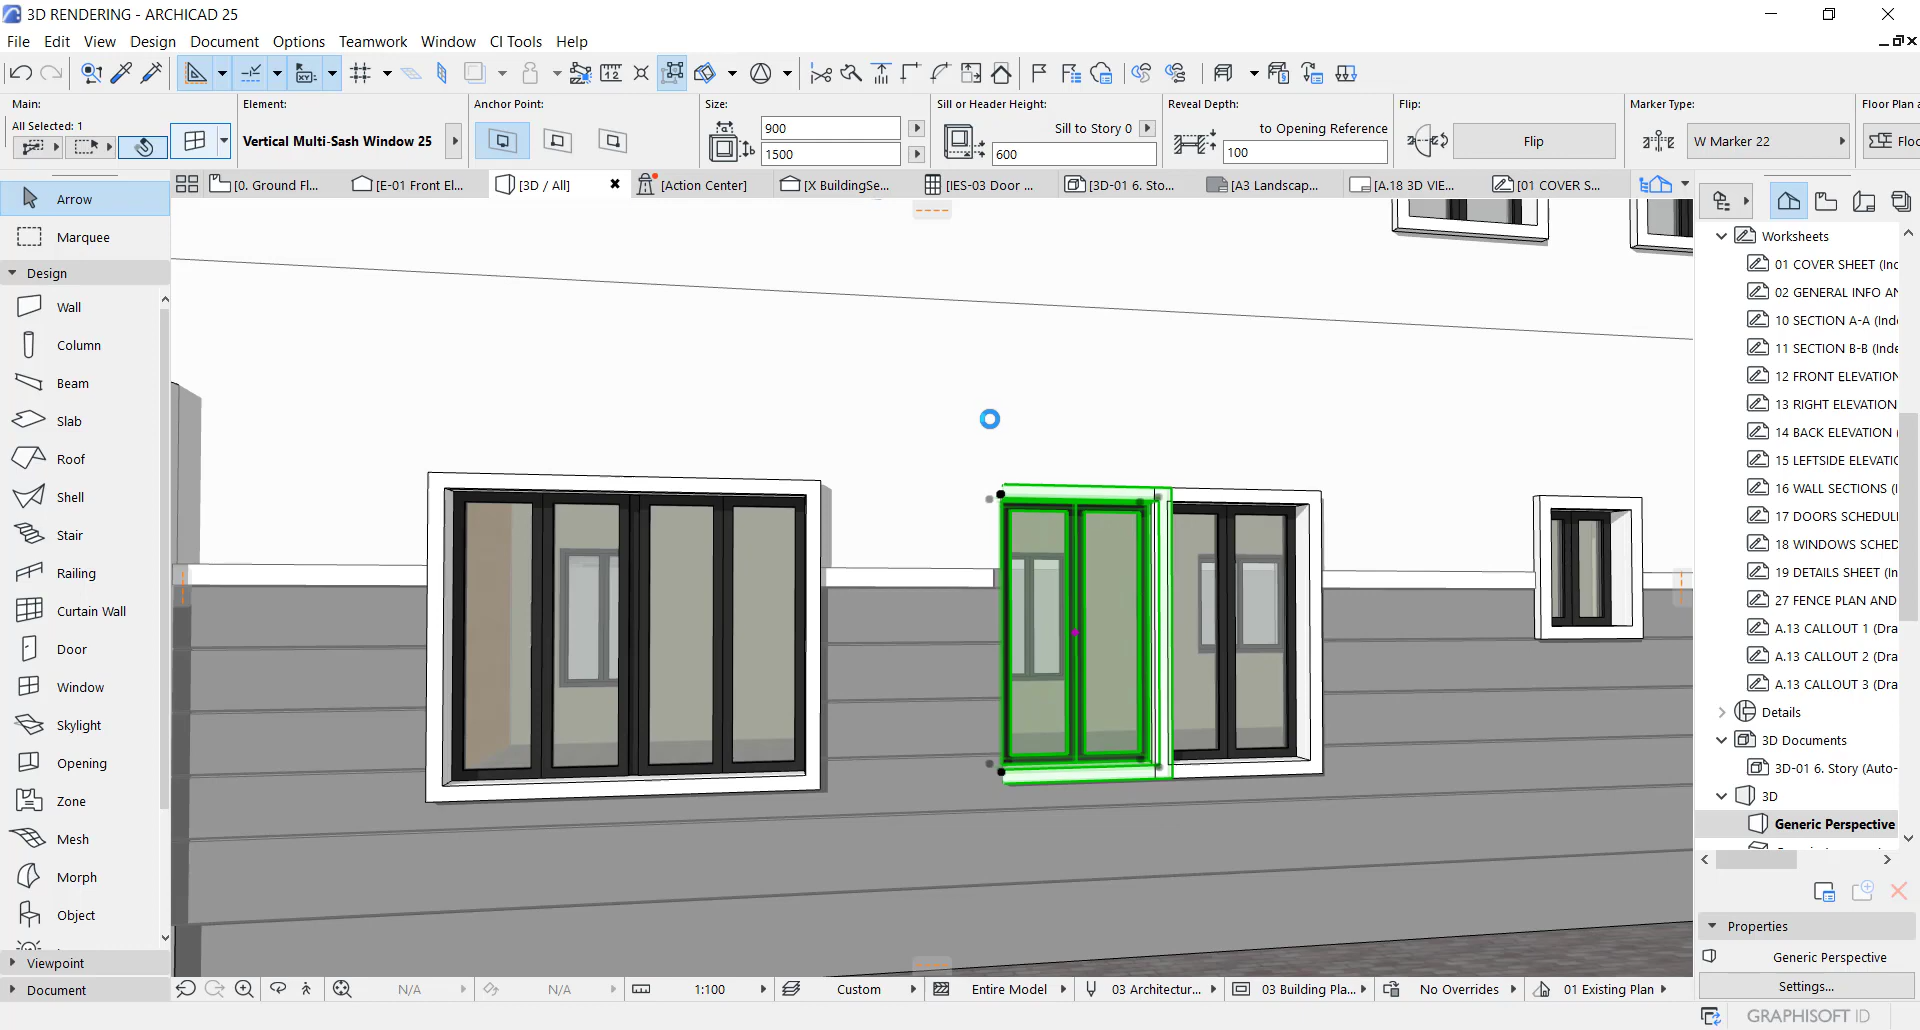 3D RENDERING - ARCHICAD 25
File Edit View Design Document Options Teamwork Window CI Tools Help
Main:
All Selected: 1
Element:
Vertical Multi-Sash Window 25
Anchor Point:
Size:
900
1500
Sill or Header Height:
Sill to Story 0
600
Reveal Depth:
to Opening Reference
100
Flip:
Flip
Marker Type:
W Marker 22
Floor Plan a
Floo
[0. Ground Fl...
[E-01 Front El...
[3D / All]
[Action Center]
[X BuildingSe...
[IES-03 Door ...
[3D-01 6. Sto...
[A3 Landscap...
[A.18 3D VIE...
[01 COVER S...
Arrow
Marquee
Design
Wall
Column
Beam
Slab
Roof
Shell
Stair
Railing
Curtain Wall
Door
Window
Skylight
Opening
Zone
Mesh
Morph
Object
Viewpoint
Document
Worksheets
01 COVER SHEET (Ind
02 GENERAL INFO AN
10 SECTION A-A (Inde
11 SECTION B-B (Inde
12 FRONT ELEVATION
13 RIGHT ELEVATION
14 BACK ELEVATION (
15 LEFTSIDE ELEVATIO
16 WALL SECTIONS (I
17 DOORS SCHEDUL
18 WINDOWS SCHED
19 DETAILS SHEET (In
27 FENCE PLAN AND
A.13 CALLOUT 1 (Dra
A.13 CALLOUT 2 (Dra
A.13 CALLOUT 3 (Dra
Details
3D Documents
3D-01 6. Story (Auto-
3D
Generic Perspective
Properties
Generic Perspective
Settings...
N/A
N/A
1:100
Custom
Entire Model
03 Architectur...
03 Building Pla...
No Overrides
01 Existing Plan
GRAPHISOFT ID